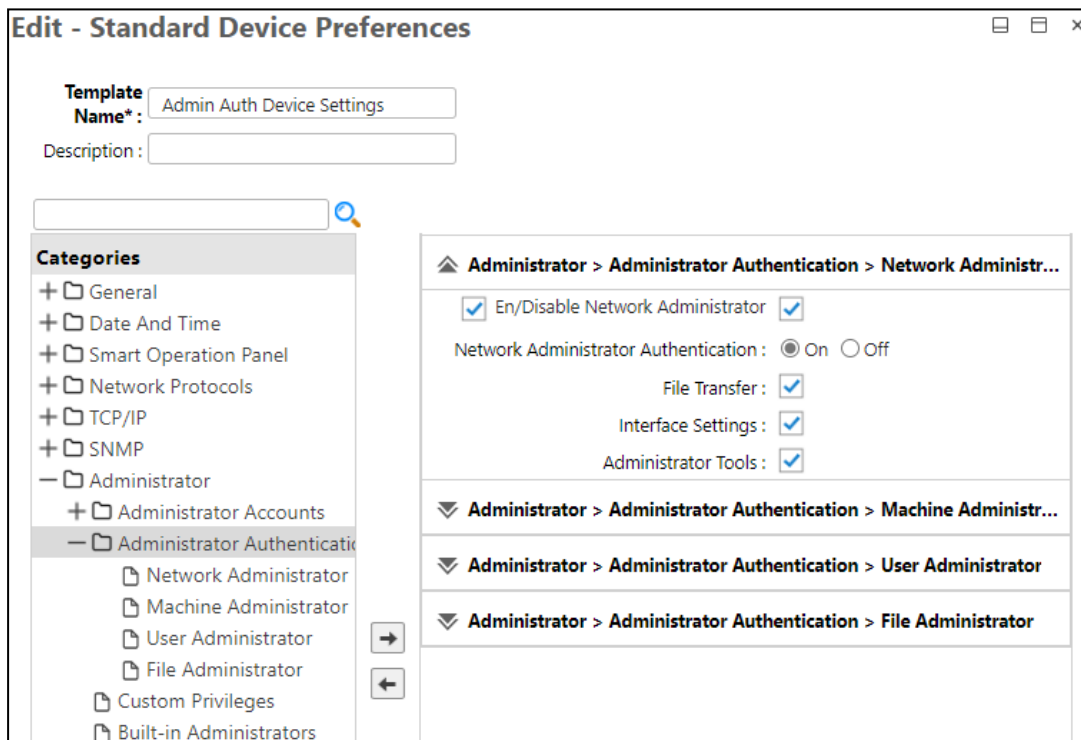 Edit - Standard Device Preferences
Template
Name* :
Admin Auth Device Settings
Description :
Categories
General
Date And Time
Smart Operation Panel
Network Protocols
TCP/IP
SNMP
Administrator
Administrator Accounts
Administrator Authenticatio
Network Administrator
Machine Administrator
User Administrator
File Administrator
Custom Privileges
Built-in Administrators
Administrator > Administrator Authentication > Network Administr...
En/Disable Network Administrator
Network Administrator Authentication : On Off
File Transfer :
Interface Settings :
Administrator Tools :
Administrator > Administrator Authentication > Machine Administr...
Administrator > Administrator Authentication > User Administrator
Administrator > Administrator Authentication > File Administrator